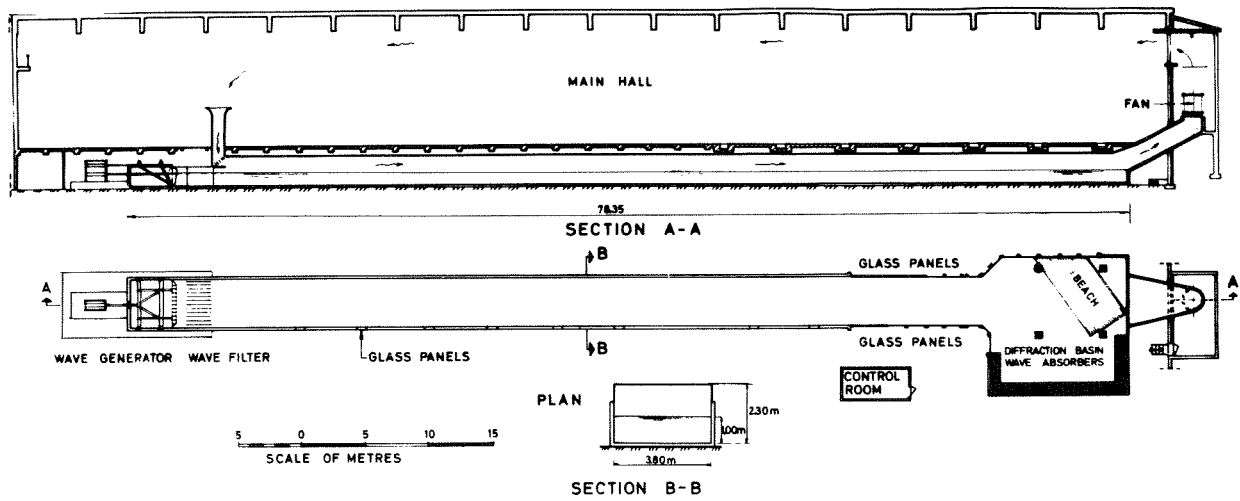 MAIN HALL
FAN
78.35
SECTION A-A
B
GLASS PANELS
A
BEACH
A
WAVE GENERATOR WAVE FILTER
GLASS PANELS
B
GLASS PANELS
DIFFRACTION BASIN
WAVE ABSORBERS
CONTROL
ROOM
PLAN
2.30m
1.00m
3.80m
5 0 5 10 15
SCALE OF METRES
SECTION B-B